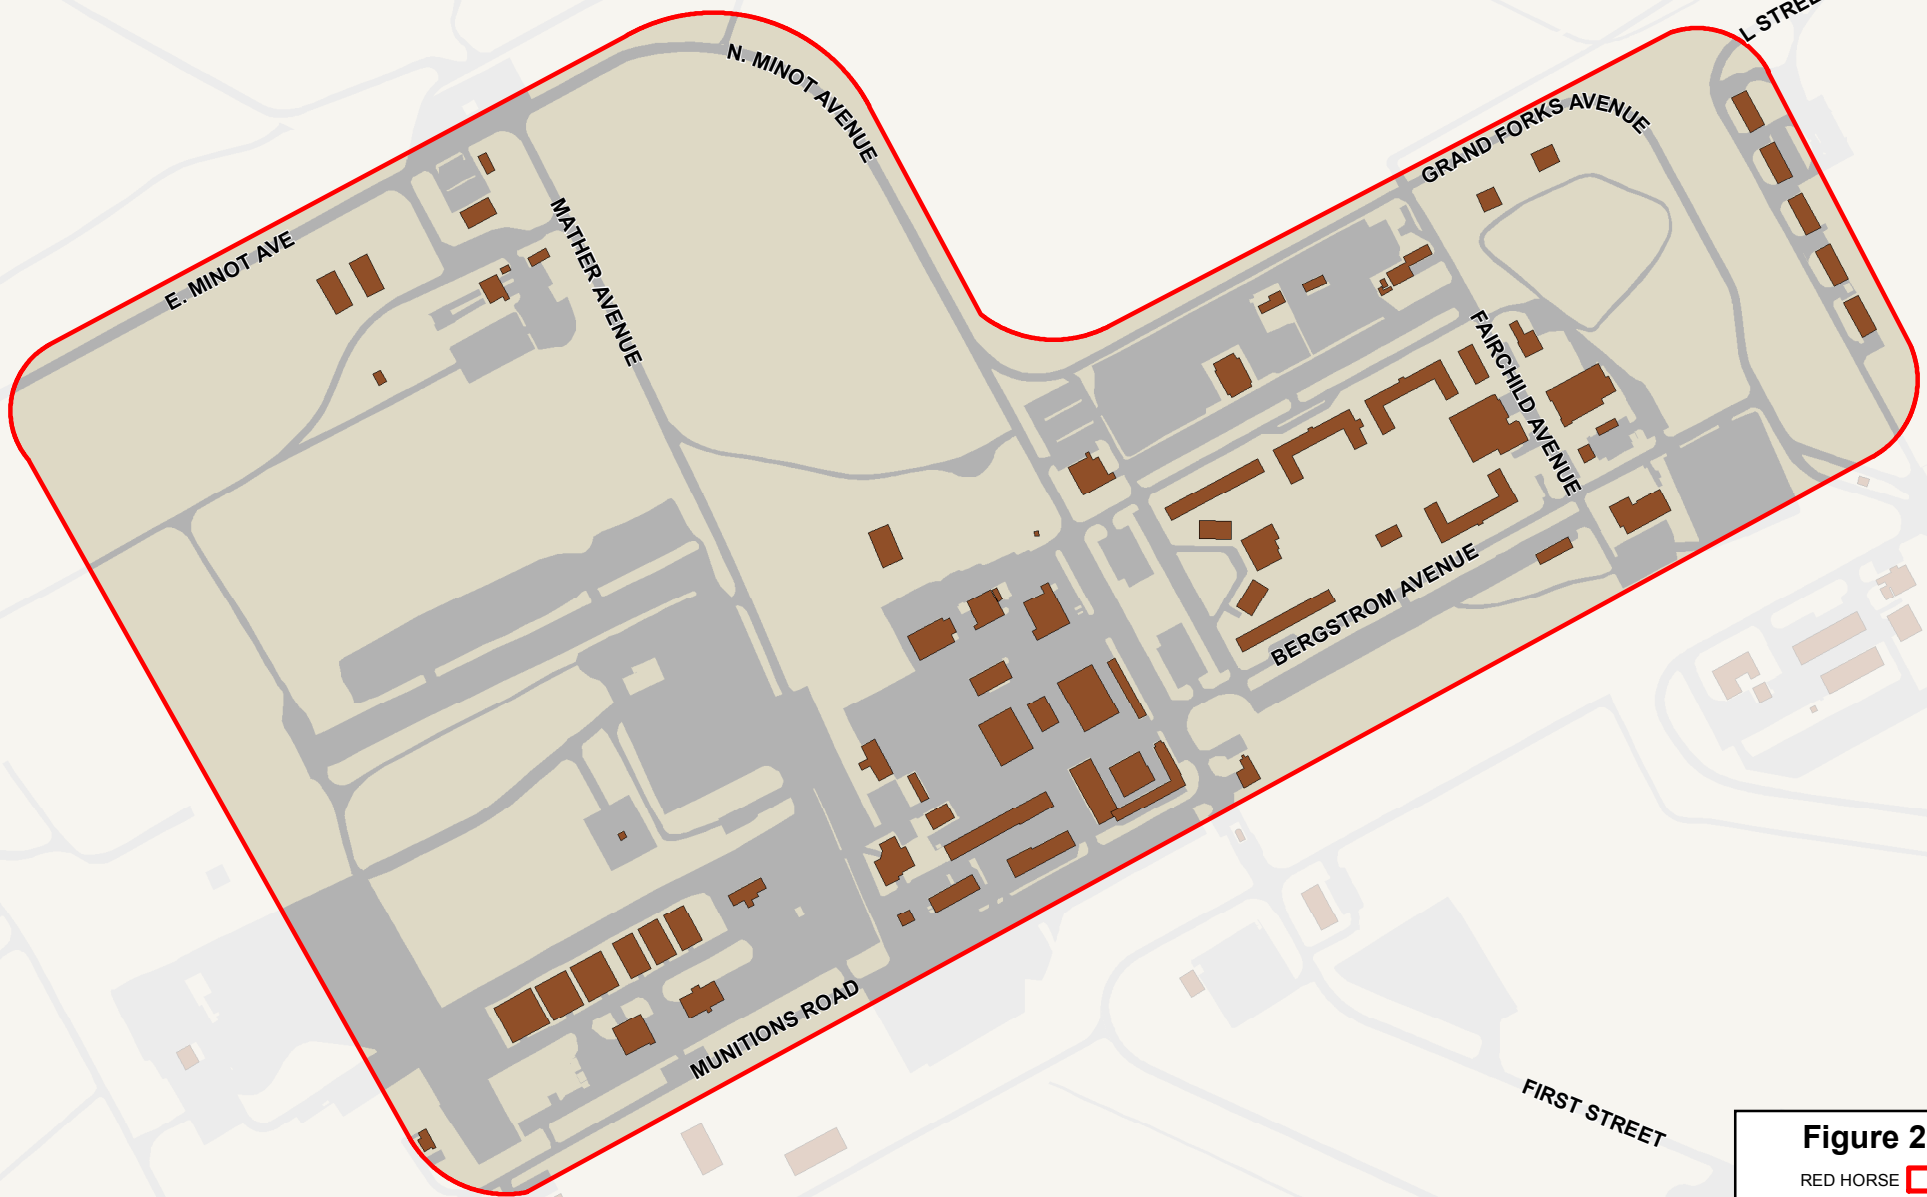 L STREE
N. MINOT AVENUE
GRAND FORKS AVENUE
E. MINOT AVE
MATHER AVENUE
FAIRCHILD AVENUE
BERGSTROM AVENUE
MUNITIONS ROAD
FIRST STREET
Figure 2
RED HORSE